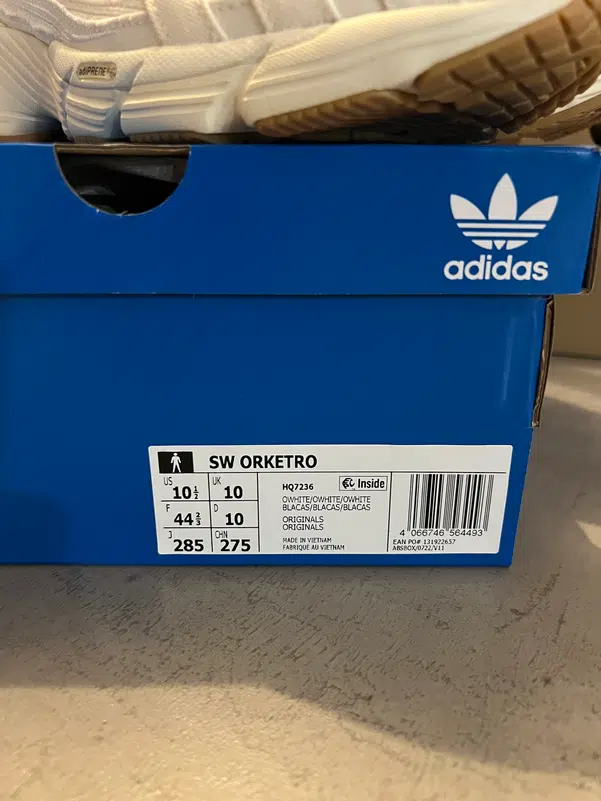 adiPRENE
adidas
SW ORKETRO
US
10½
UK
10
F
44⅔
D
10
J
285
CHN
275
HQ7236
Inside
OWHITE/OWHITE/OWHITE
BLACAS/BLACAS/BLACAS
ORIGINALS
ORIGINALS
MADE IN VIETNAM
FABRIQUE AU VIETNAM
4 066746 564493
EAN PO# 131922657
ABSBOX/0722/V11